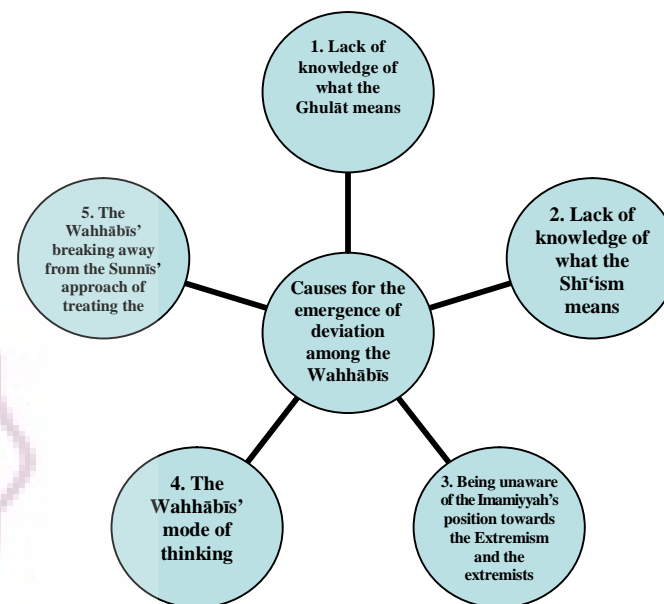 1. Lack of
knowledge of
what the
Ghulāt means
2. Lack of
knowledge of
what the
Shī‘ism
means
3. Being unaware
of the Imamiyyah’s
position towards
the Extremism
and the
extremists
4. The
Wahhābīs’
mode of
thinking
5. The
Wahhābīs’
breaking away
from the Sunnīs’
approach of
treating the
Causes for the
emergence of
deviation
among the
Wahhābīs